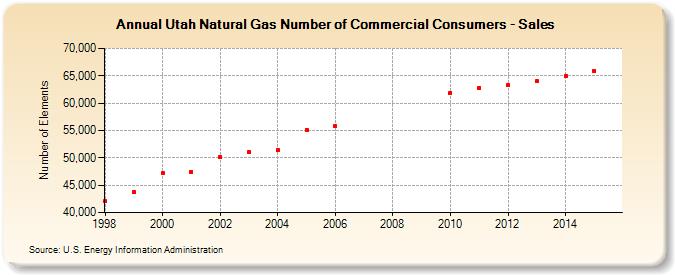 Annual Utah Natural Gas Number of Commercial Consumers - Sales
Number of Elements
70,000
65,000
60,000
55,000
50,000
45,000
40,000
1998 2000 2002 2004 2006 2008 2010 2012 2014
Source: U.S. Energy Information Administration